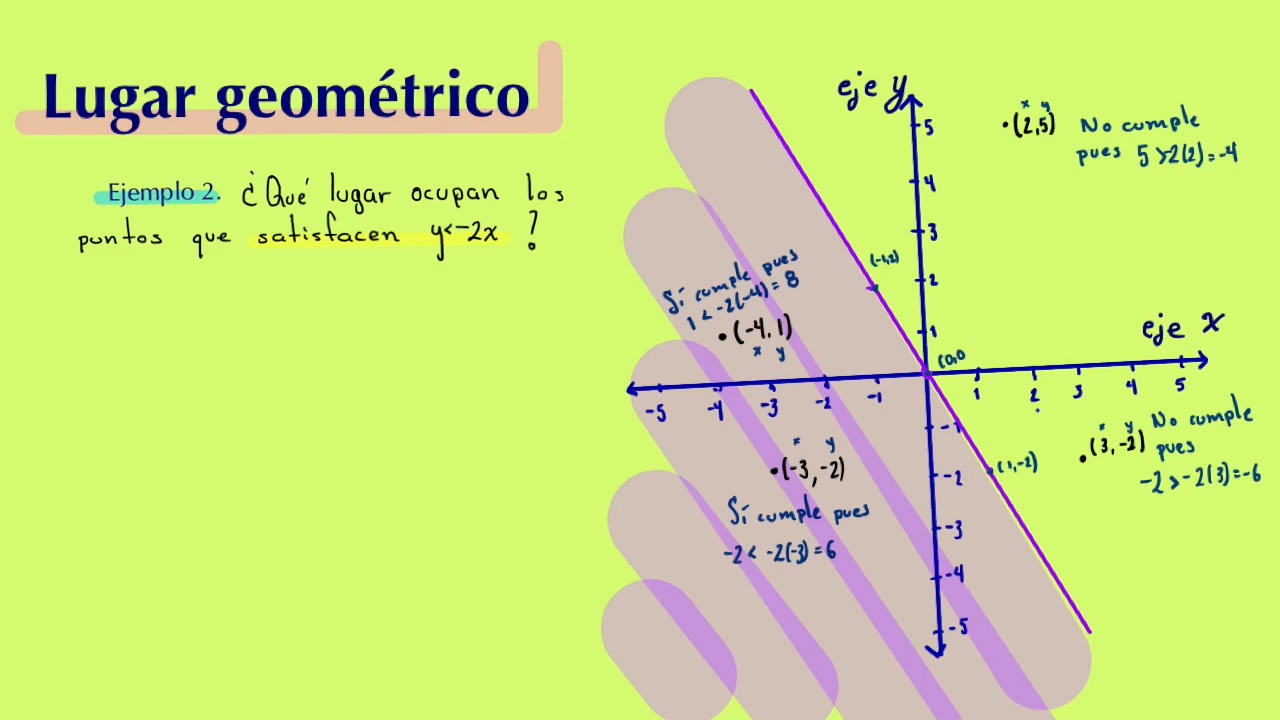 Lugar geométrico
Ejemplo 2. ¿Qué lugar ocupan los
puntos que satisfacen y<-2x ?
eje y
5
4
3
2
1
-1
-2
-3
-4
-5
eje x
-5
-4
-3
-2
-1
1
2
3
4
5
x y
(2,5)
No cumple
pues 5 >-2(2)=-4
(-1,2)
Sí cumple pues
1 < -2(-4) = 8
(-4,1)
x y
(0,0
x y
(-3,-2)
Sí cumple pues
-2 < -2(-3) = 6
(1,-2)
x y
(3,-2)
No cumple
pues
-2 > -2(3)=-6